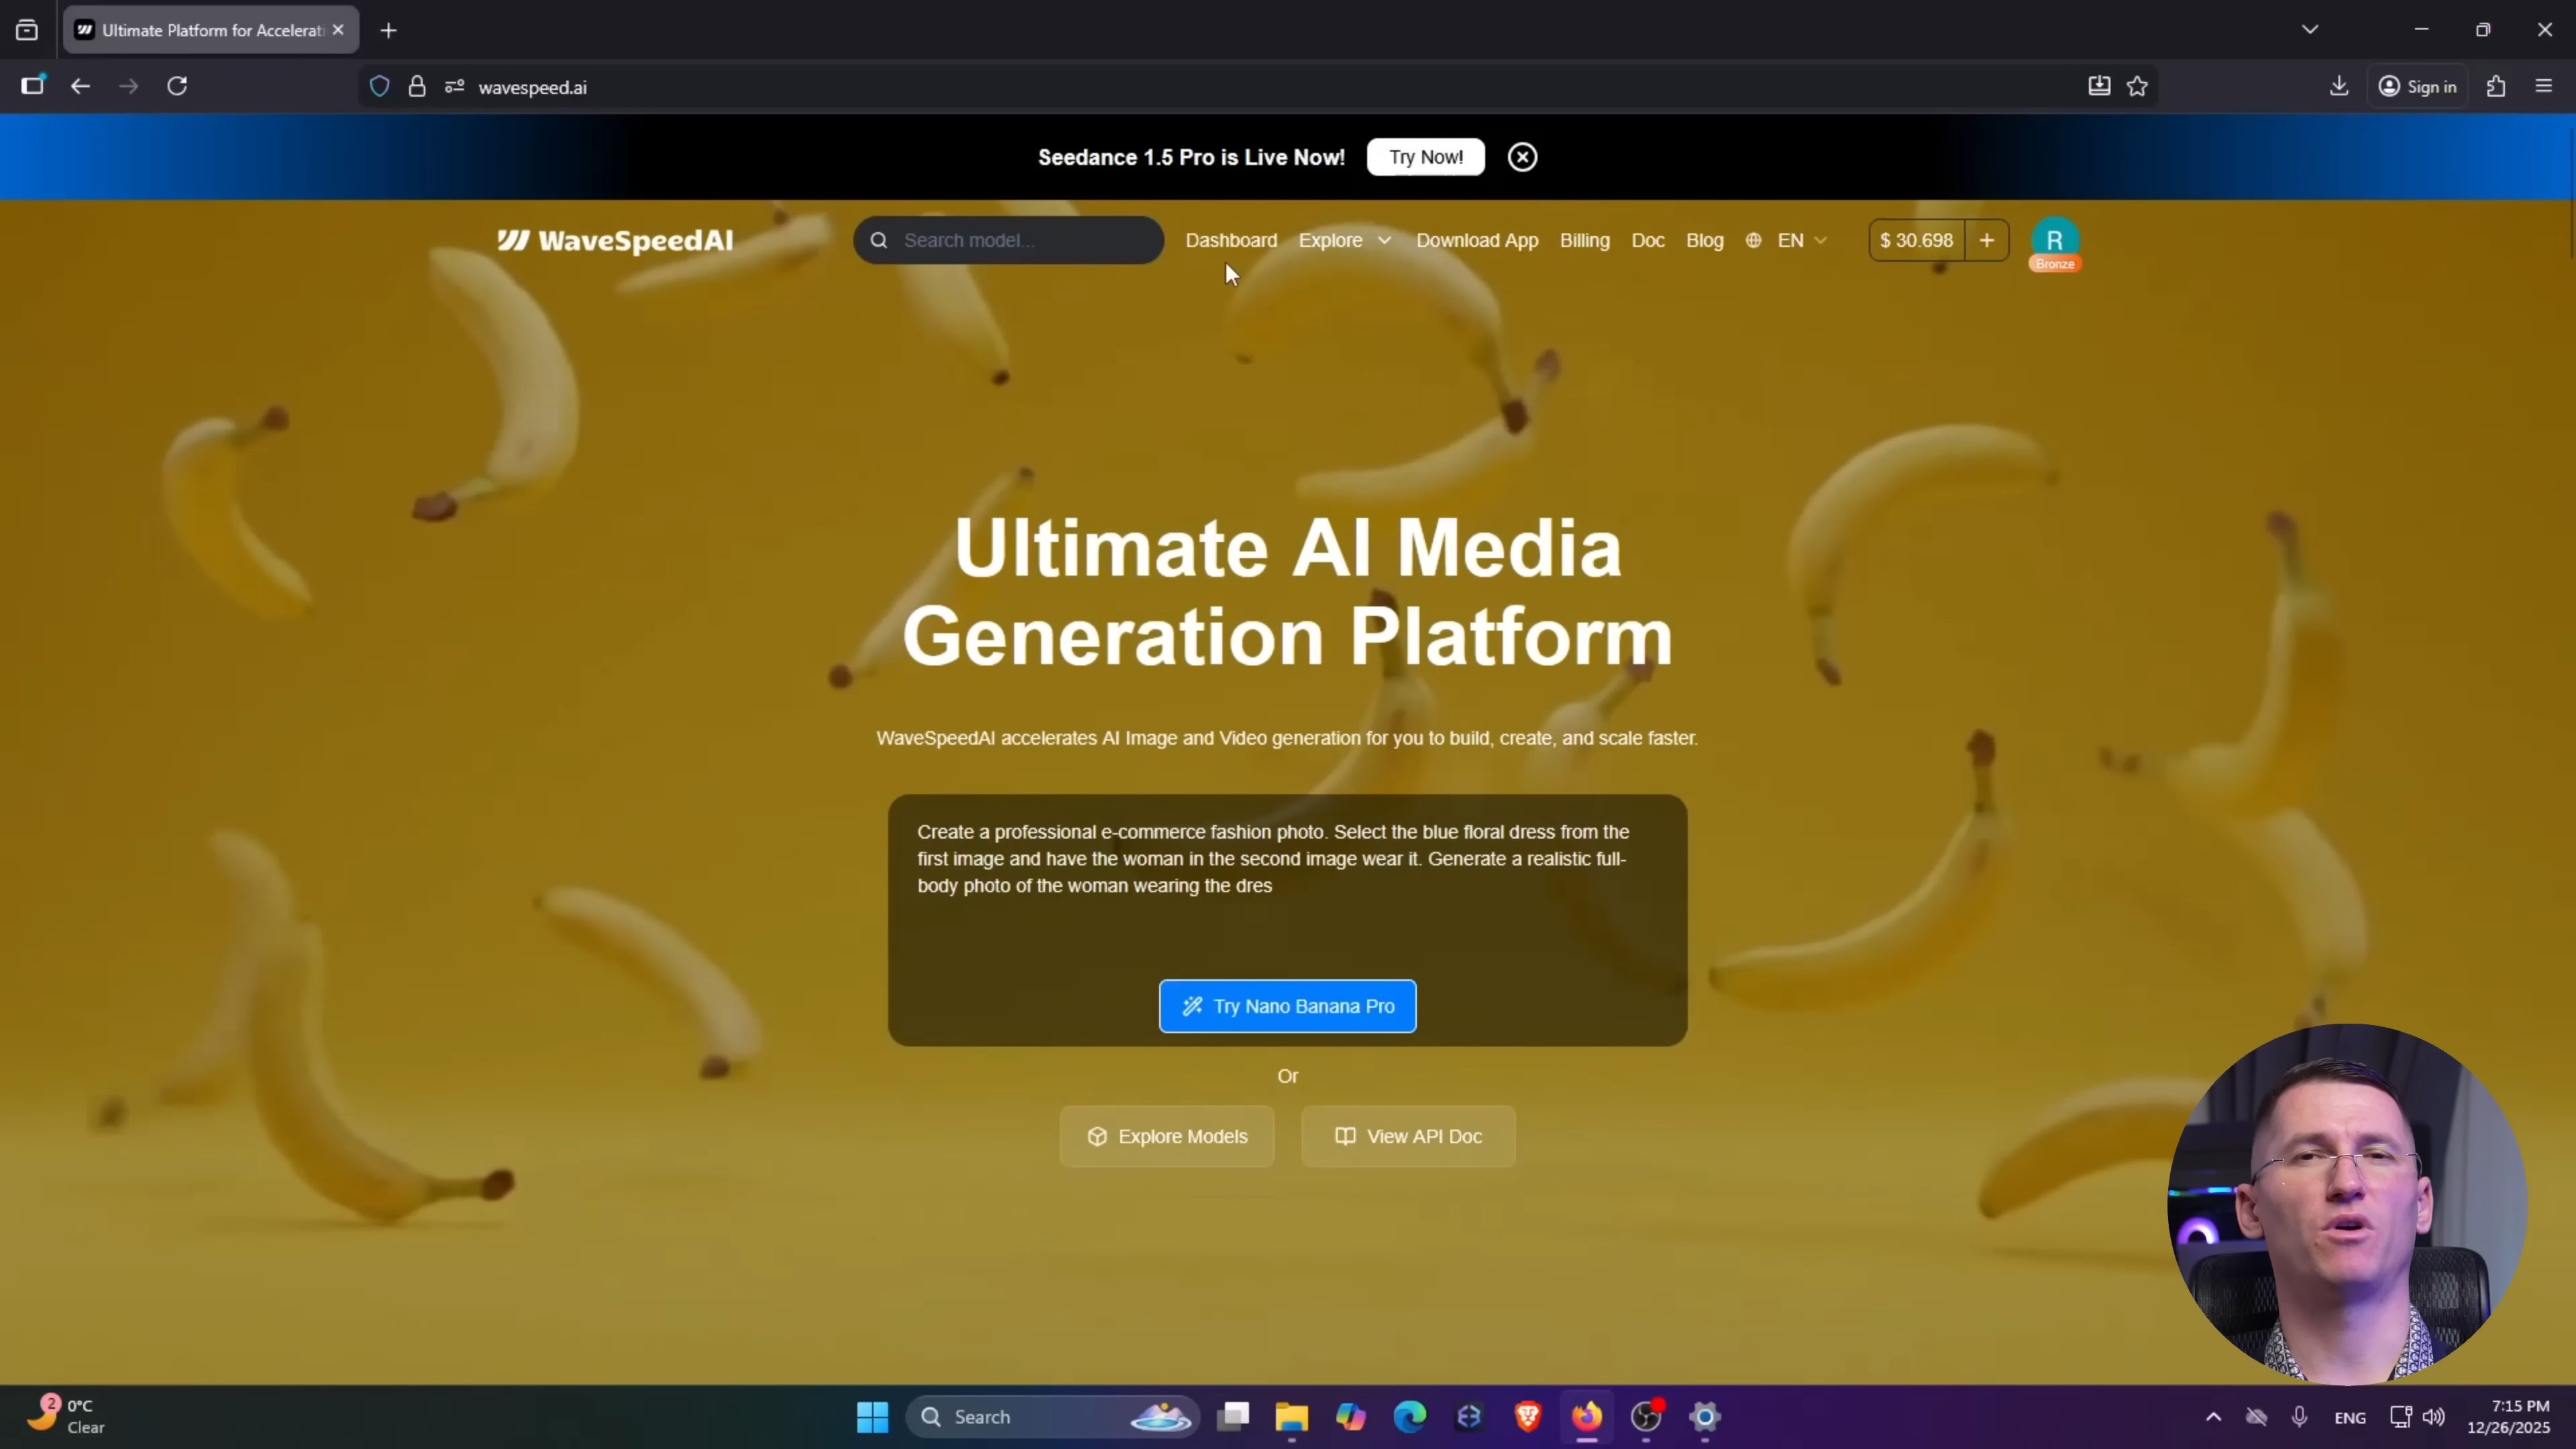 Ultimate Platform for Accelerati
wavespeed.ai
Sign in
Seedance 1.5 Pro is Live Now!
Try Now!
WaveSpeedAI
Search model...
Dashboard
Explore
Download App
Billing
Doc
Blog
EN
$ 30.698
+
R
Bronze
Ultimate AI Media
Generation Platform
WaveSpeedAI accelerates AI Image and Video generation for you to build, create, and scale faster.
Create a professional e-commerce fashion photo. Select the blue floral dress from the
first image and have the woman in the second image wear it. Generate a realistic full-
body photo of the woman wearing the dres
Try Nano Banana Pro
Or
Explore Models
View API Doc
2
0°C
Clear
Search
ENG
7:15 PM
12/26/2025